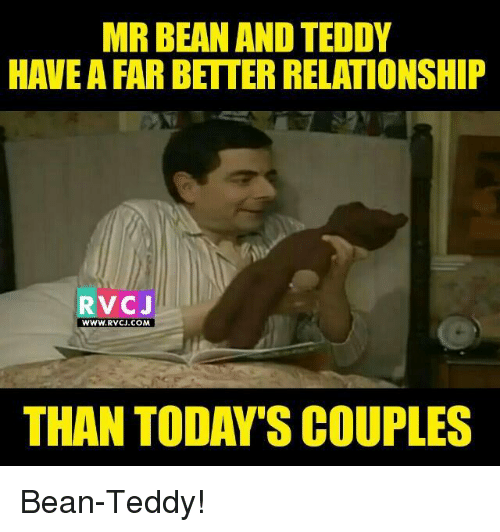 MR BEAN AND TEDDY
HAVE A FAR BETTER RELATIONSHIP
RVCJ
WWW.RVCJ.COM
THAN TODAY'S COUPLES
Bean-Teddy!